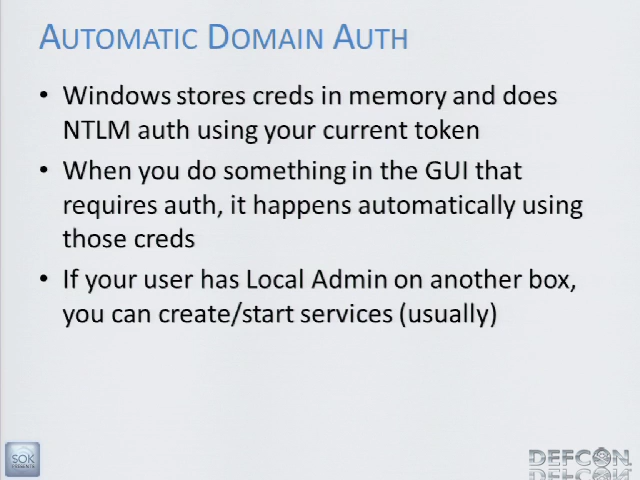 AUTOMATIC DOMAIN AUTH
• Windows stores creds in memory and does
NTLM auth using your current token
• When you do something in the GUI that
requires auth, it happens automatically using
those creds
• If your user has Local Admin on another box,
you can create/start services (usually)
SOK
DEFCON